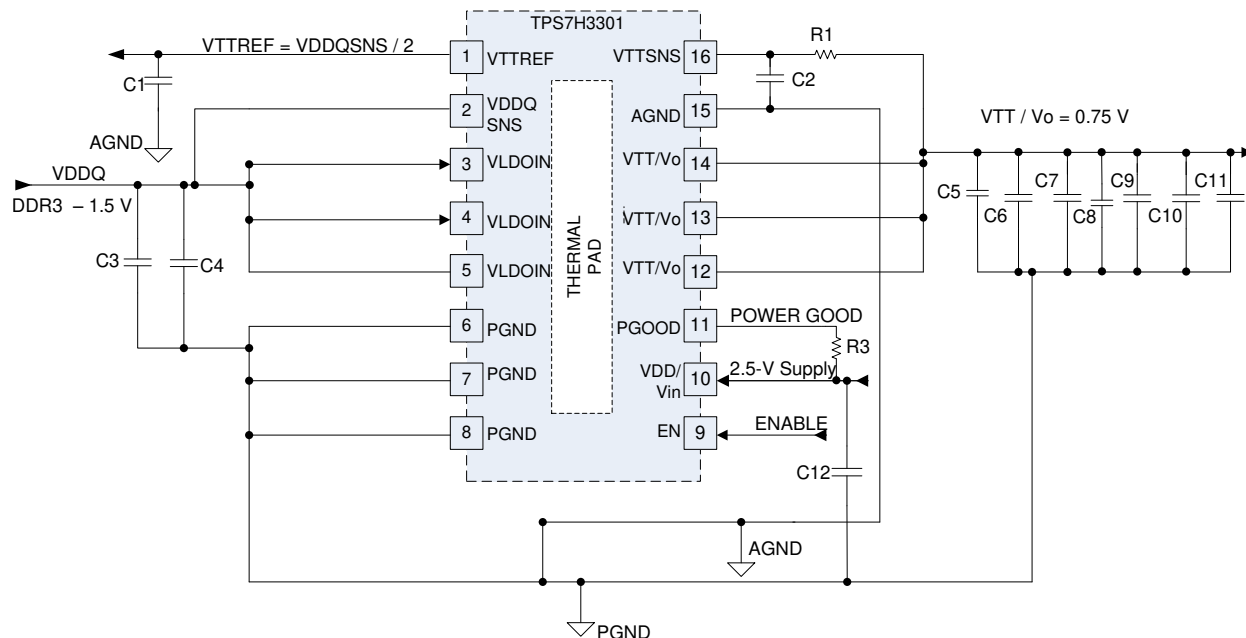 TPS7H3301
VTTREF = VDDQSNS / 2
1
VTTREF
C1
AGND
2
VDDQ
SNS
VDDQ
DDR3 – 1.5 V
3
VLDOIN
4
VLDOIN
5
VLDOIN
C3
C4
6
PGND
7
PGND
8
PGND
THERMAL
PAD
VTTSNS
16
R1
C2
AGND
15
VTT/Vo
14
VTT/Vo
13
VTT/Vo
12
VTT / Vo = 0.75 V
C5
C6
C7
C8
C9
C10
C11
PGOOD
11
POWER GOOD
R3
VDD/
Vin
10
2.5-V Supply
EN
9
ENABLE
C12
AGND
PGND